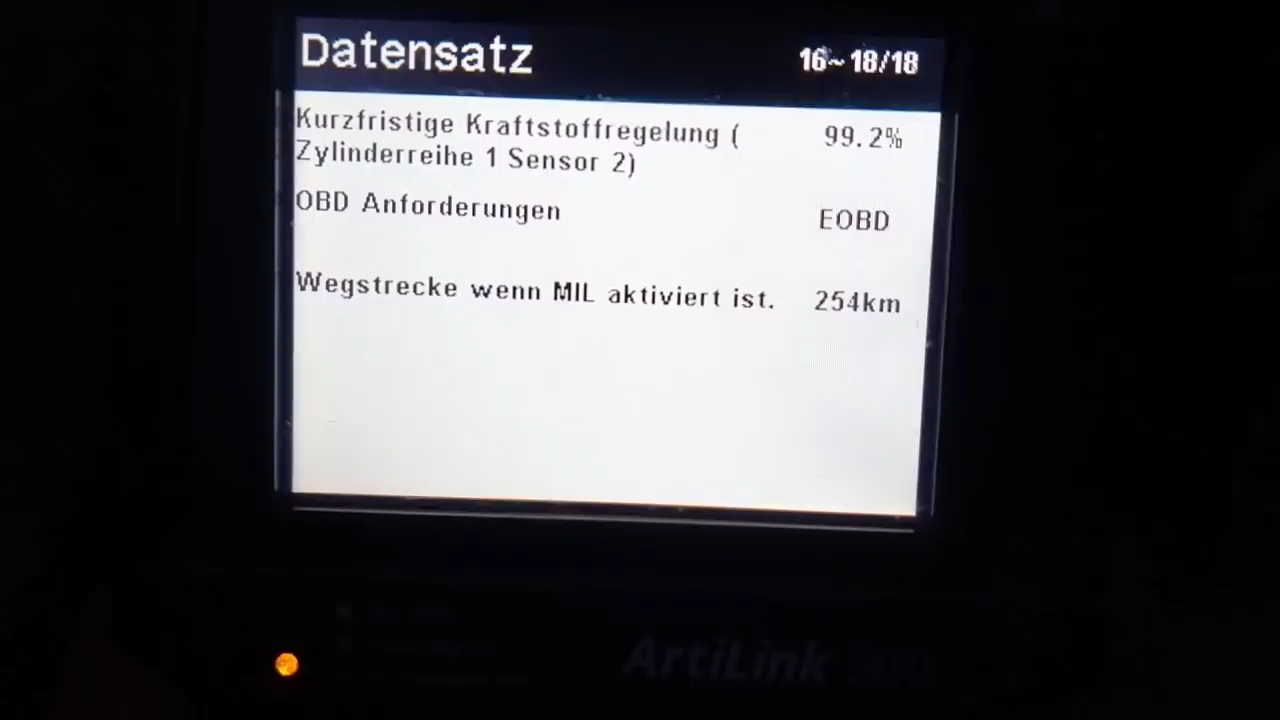 Datensatz 16~18/18
Kurzfristige Kraftstoffregelung ( 99.2%
Zylinderreihe 1 Sensor 2)
OBD Anforderungen EOBD
Wegstrecke wenn MIL aktiviert ist. 254km
ArtiLink